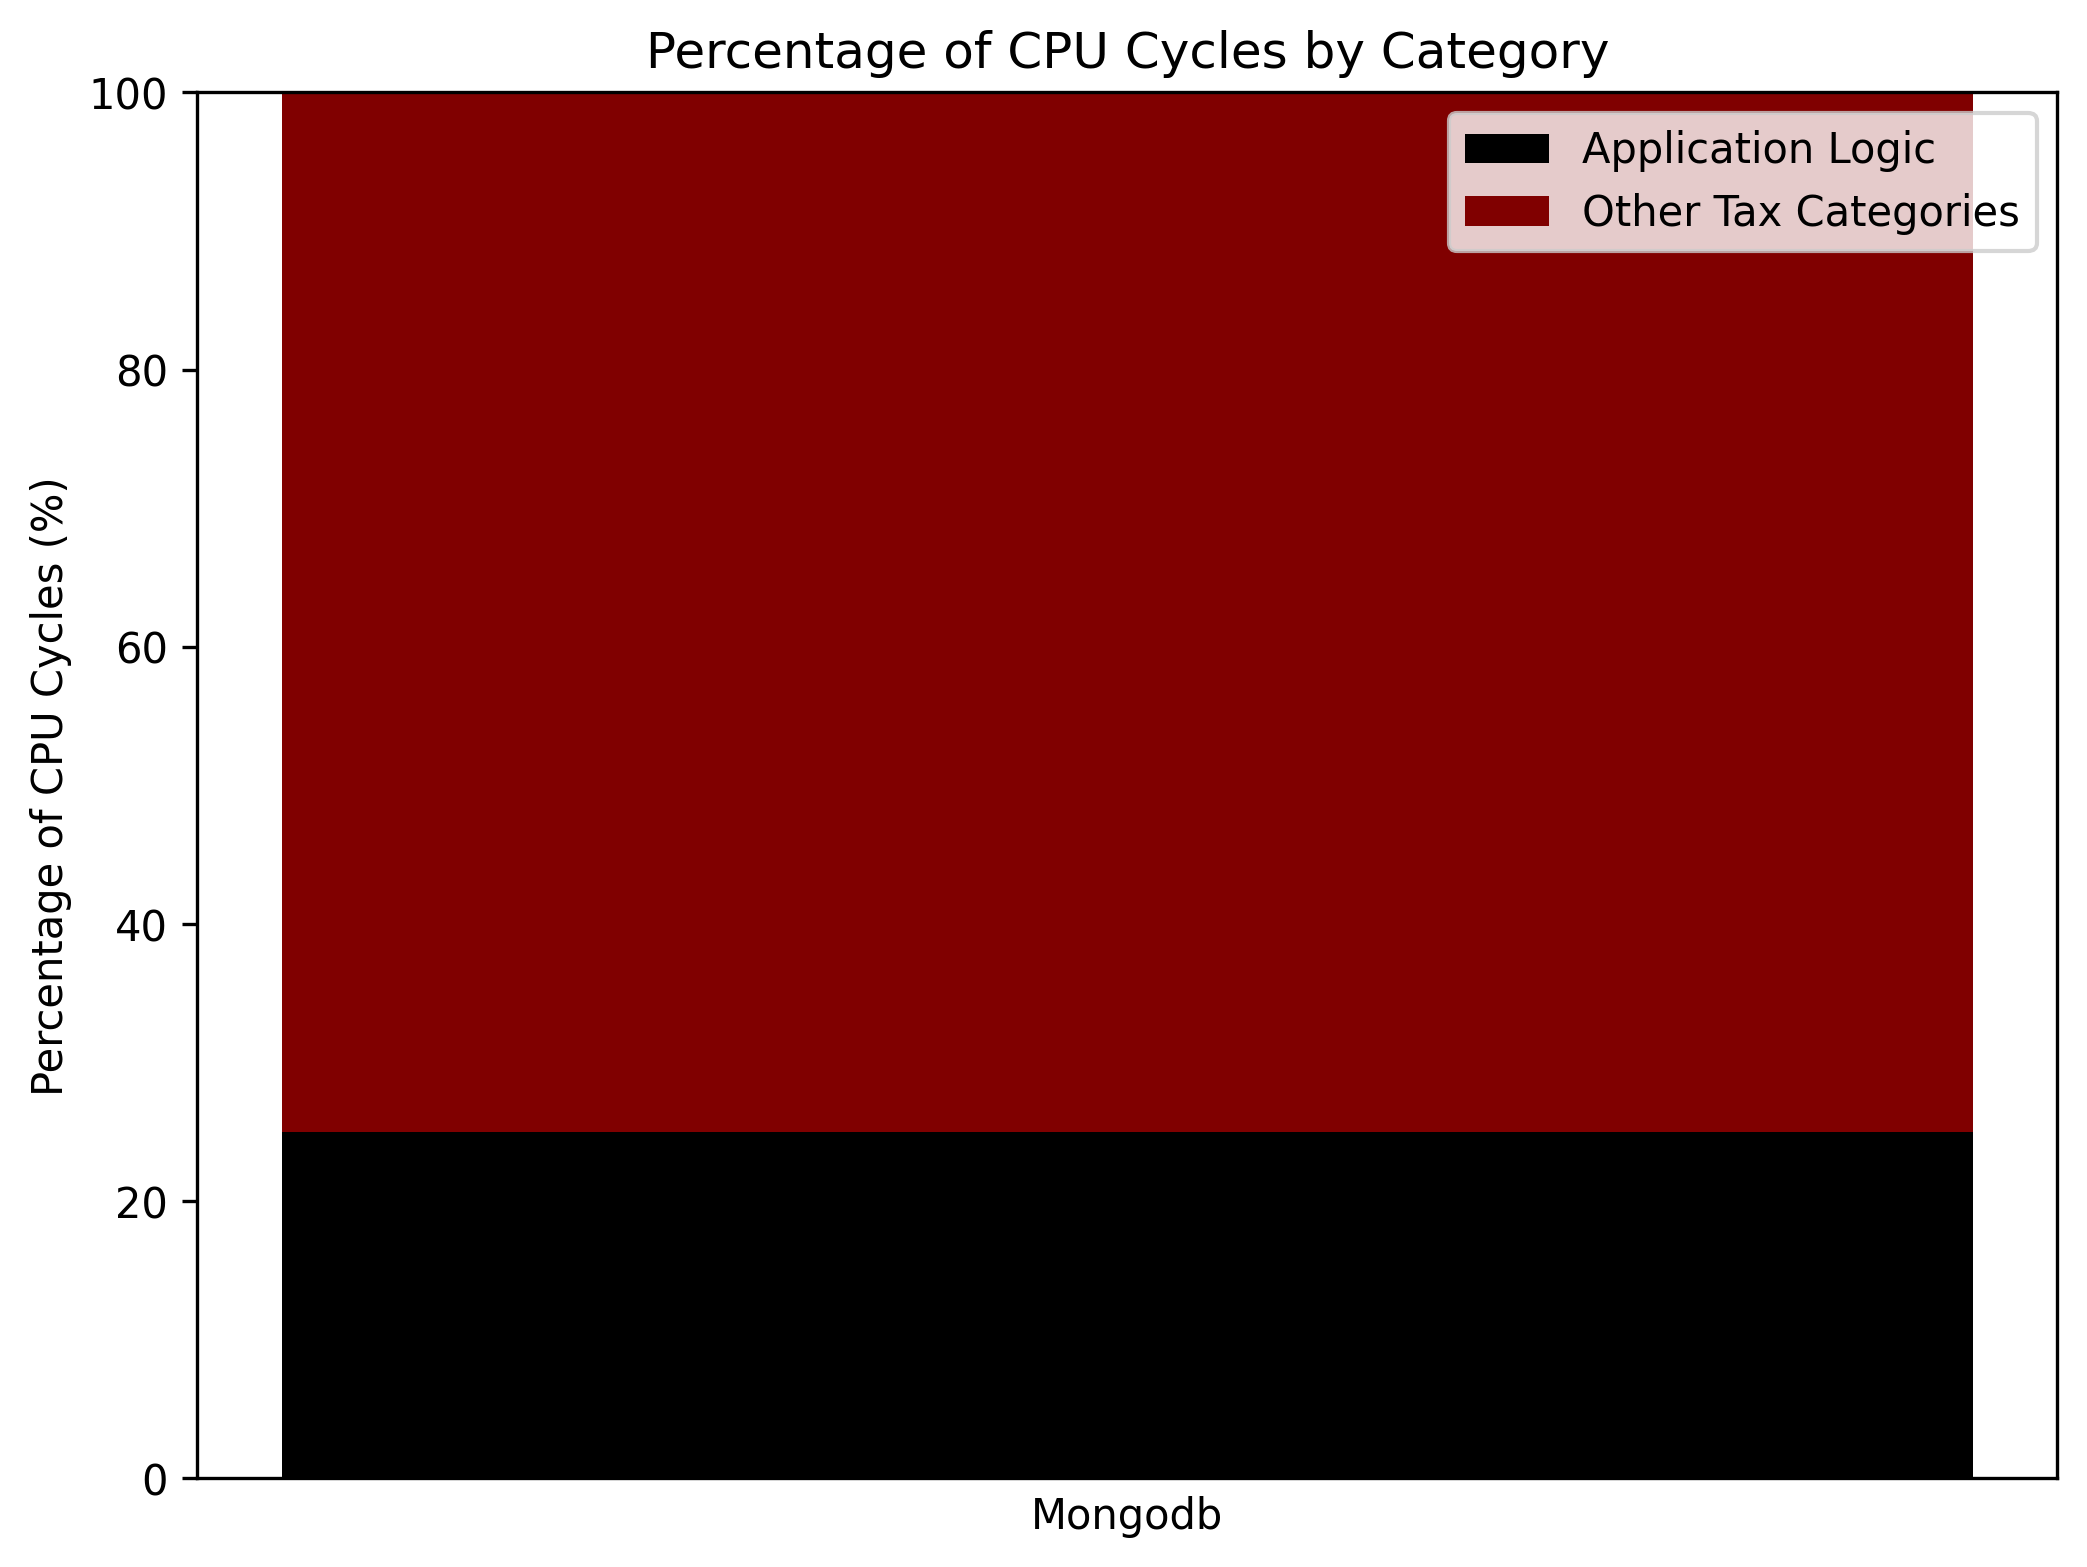 Percentage of CPU Cycles by Category
Percentage of CPU Cycles (%)
100
80
60
40
20
0
Application Logic
Other Tax Categories
Mongodb